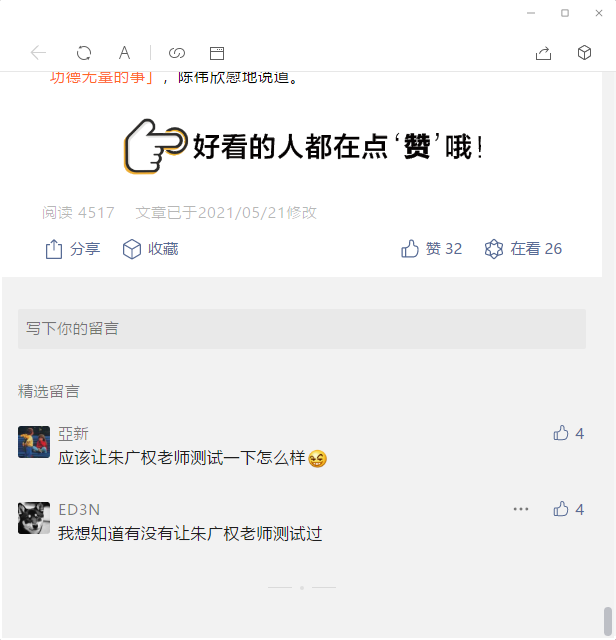 功德无量的事」，陈伟欣慰地说道。
好看的人都在点‘赞’哦！
阅读 4517 文章已于2021/05/21修改
分享 收藏 赞 32 在看 26
写下你的留言
精选留言
亞新 4
应该让朱广权老师测试一下怎么样
ED3N 4
我想知道有没有让朱广权老师测试过